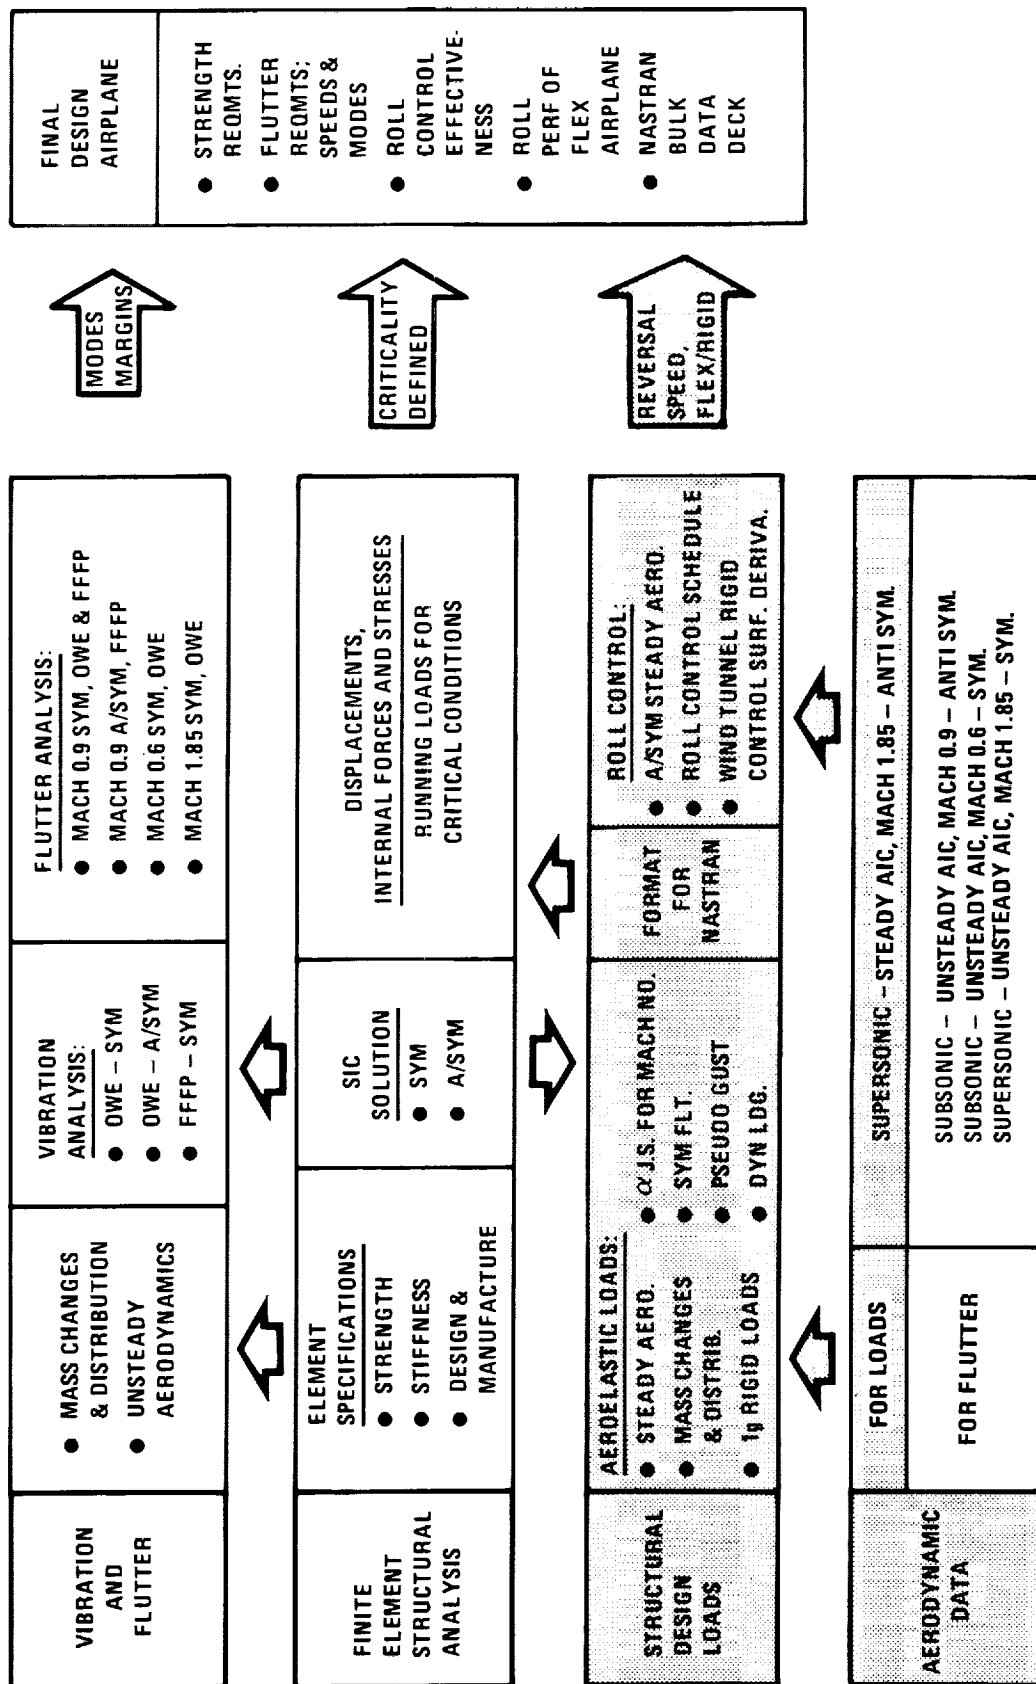 VIBRATION
AND
FLUTTER
● MASS CHANGES
& DISTRIBUTION
● UNSTEADY
AERODYNAMICS
VIBRATION
ANALYSIS:
● OWE – SYM
● OWE – A/SYM
● FFFP – SYM
FLUTTER ANALYSIS:
● MACH 0.9 SYM, OWE & FFFP
● MACH 0.9 A/SYM, FFFP
● MACH 0.6 SYM, OWE
● MACH 1.85 SYM, OWE
MODES
MARGINS
FINAL
DESIGN
AIRPLANE
● STRENGTH
REQMTS.
● FLUTTER
REQMTS;
SPEEDS &
MODES
● ROLL
CONTROL
EFFECTIVE-
NESS
● ROLL
PERF OF
FLEX
AIRPLANE
● NASTRAN
BULK
DATA
DECK
FINITE
ELEMENT
STRUCTURAL
ANALYSIS
ELEMENT
SPECIFICATIONS
● STRENGTH
● STIFFNESS
● DESIGN &
MANUFACTURE
SIC
SOLUTION
● SYM
● A/SYM
DISPLACEMENTS,
INTERNAL FORCES AND STRESSES
RUNNING LOADS FOR
CRITICAL CONDITIONS
CRITICALITY
DEFINED
STRUCTURAL
DESIGN
LOADS
AEROELASTIC LOADS:
● STEADY AERO.
● MASS CHANGES
& DISTRIB.
● 1g RIGID LOADS
● α J.S. FOR MACH NO.
● SYM FLT.
● PSEUDO GUST
● DYN LDG.
FORMAT
FOR
NASTRAN
ROLL CONTROL:
● A/SYM STEADY AERO.
● ROLL CONTROL SCHEDULE
● WIND TUNNEL RIGID
CONTROL SURF. DERIVA.
REVERSAL
SPEED,
FLEX/RIGID
AERODYNAMIC
DATA
FOR LOADS
SUPERSONIC – STEADY AIC, MACH 1.85 – ANTI SYM.
FOR FLUTTER
SUBSONIC – UNSTEADY AIC, MACH 0.9 – ANTI SYM.
SUBSONIC – UNSTEADY AIC, MACH 0.6 – SYM.
SUPERSONIC – UNSTEADY AIC, MACH 1.85 – SYM.